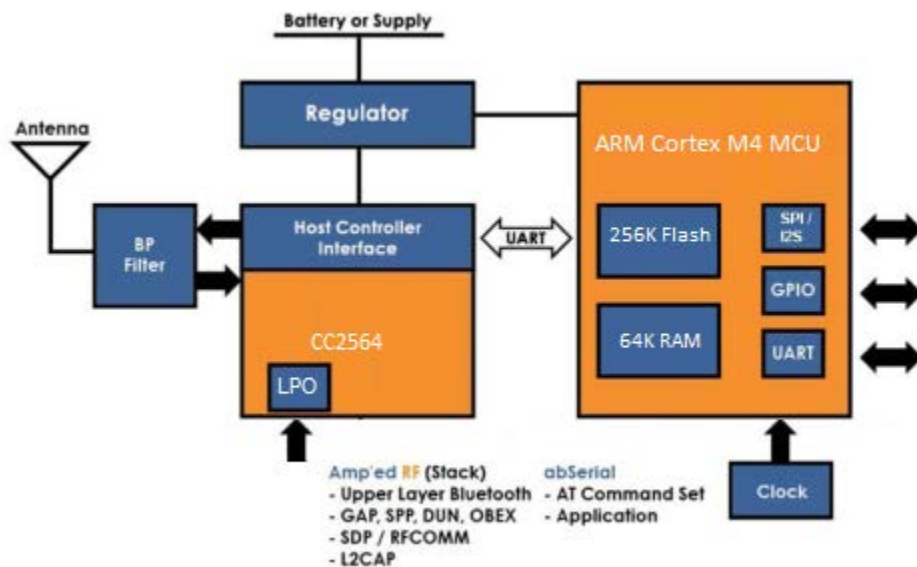 Battery or Supply
Regulator
Antenna
ARM Cortex M4 MCU
BP
Filter
Host Controller
Interface
UART
256K Flash
SPI /
I2S
GPIO
CC2564
64K RAM
UART
LPO
Amp'ed RF (Stack)
- Upper Layer Bluetooth
- GAP, SPP, DUN, OBEX
- SDP / RFCOMM
- L2CAP
abSerial
- AT Command Set
- Application
Clock